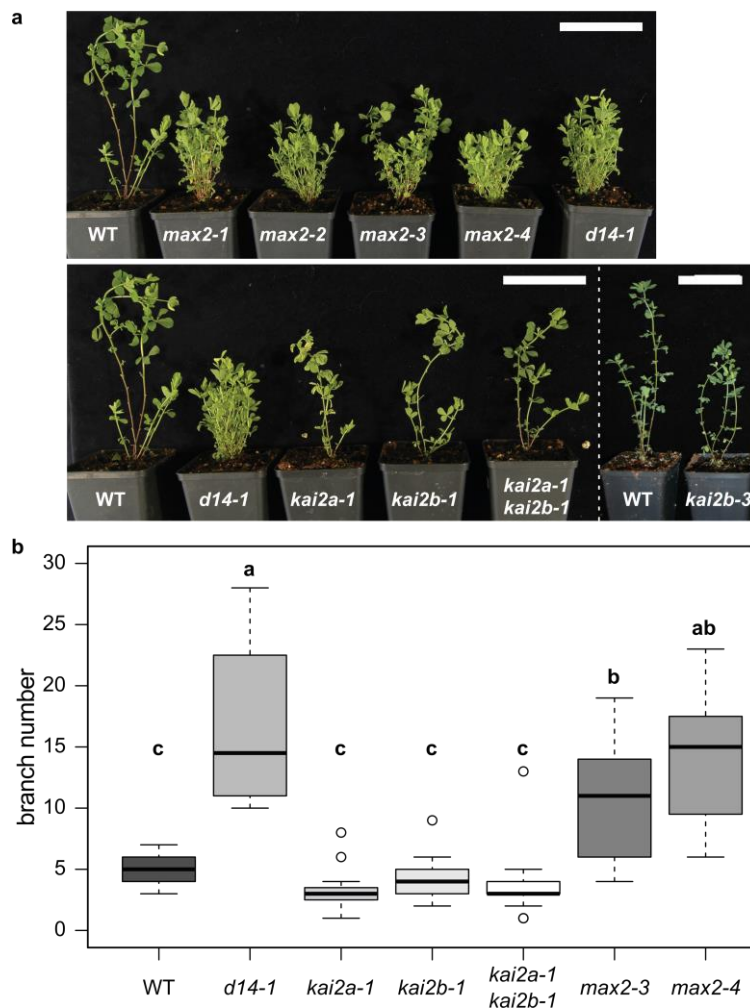 a
WT max2-1 max2-2 max2-3 max2-4 d14-1
WT d14-1 kai2a-1 kai2b-1 kai2a-1 kai2b-1 WT kai2b-3
b
branch number
30
25
20
15
10
5
0
a
ab
b
c c c c
WT d14-1 kai2a-1 kai2b-1 kai2a-1 kai2b-1 max2-3 max2-4